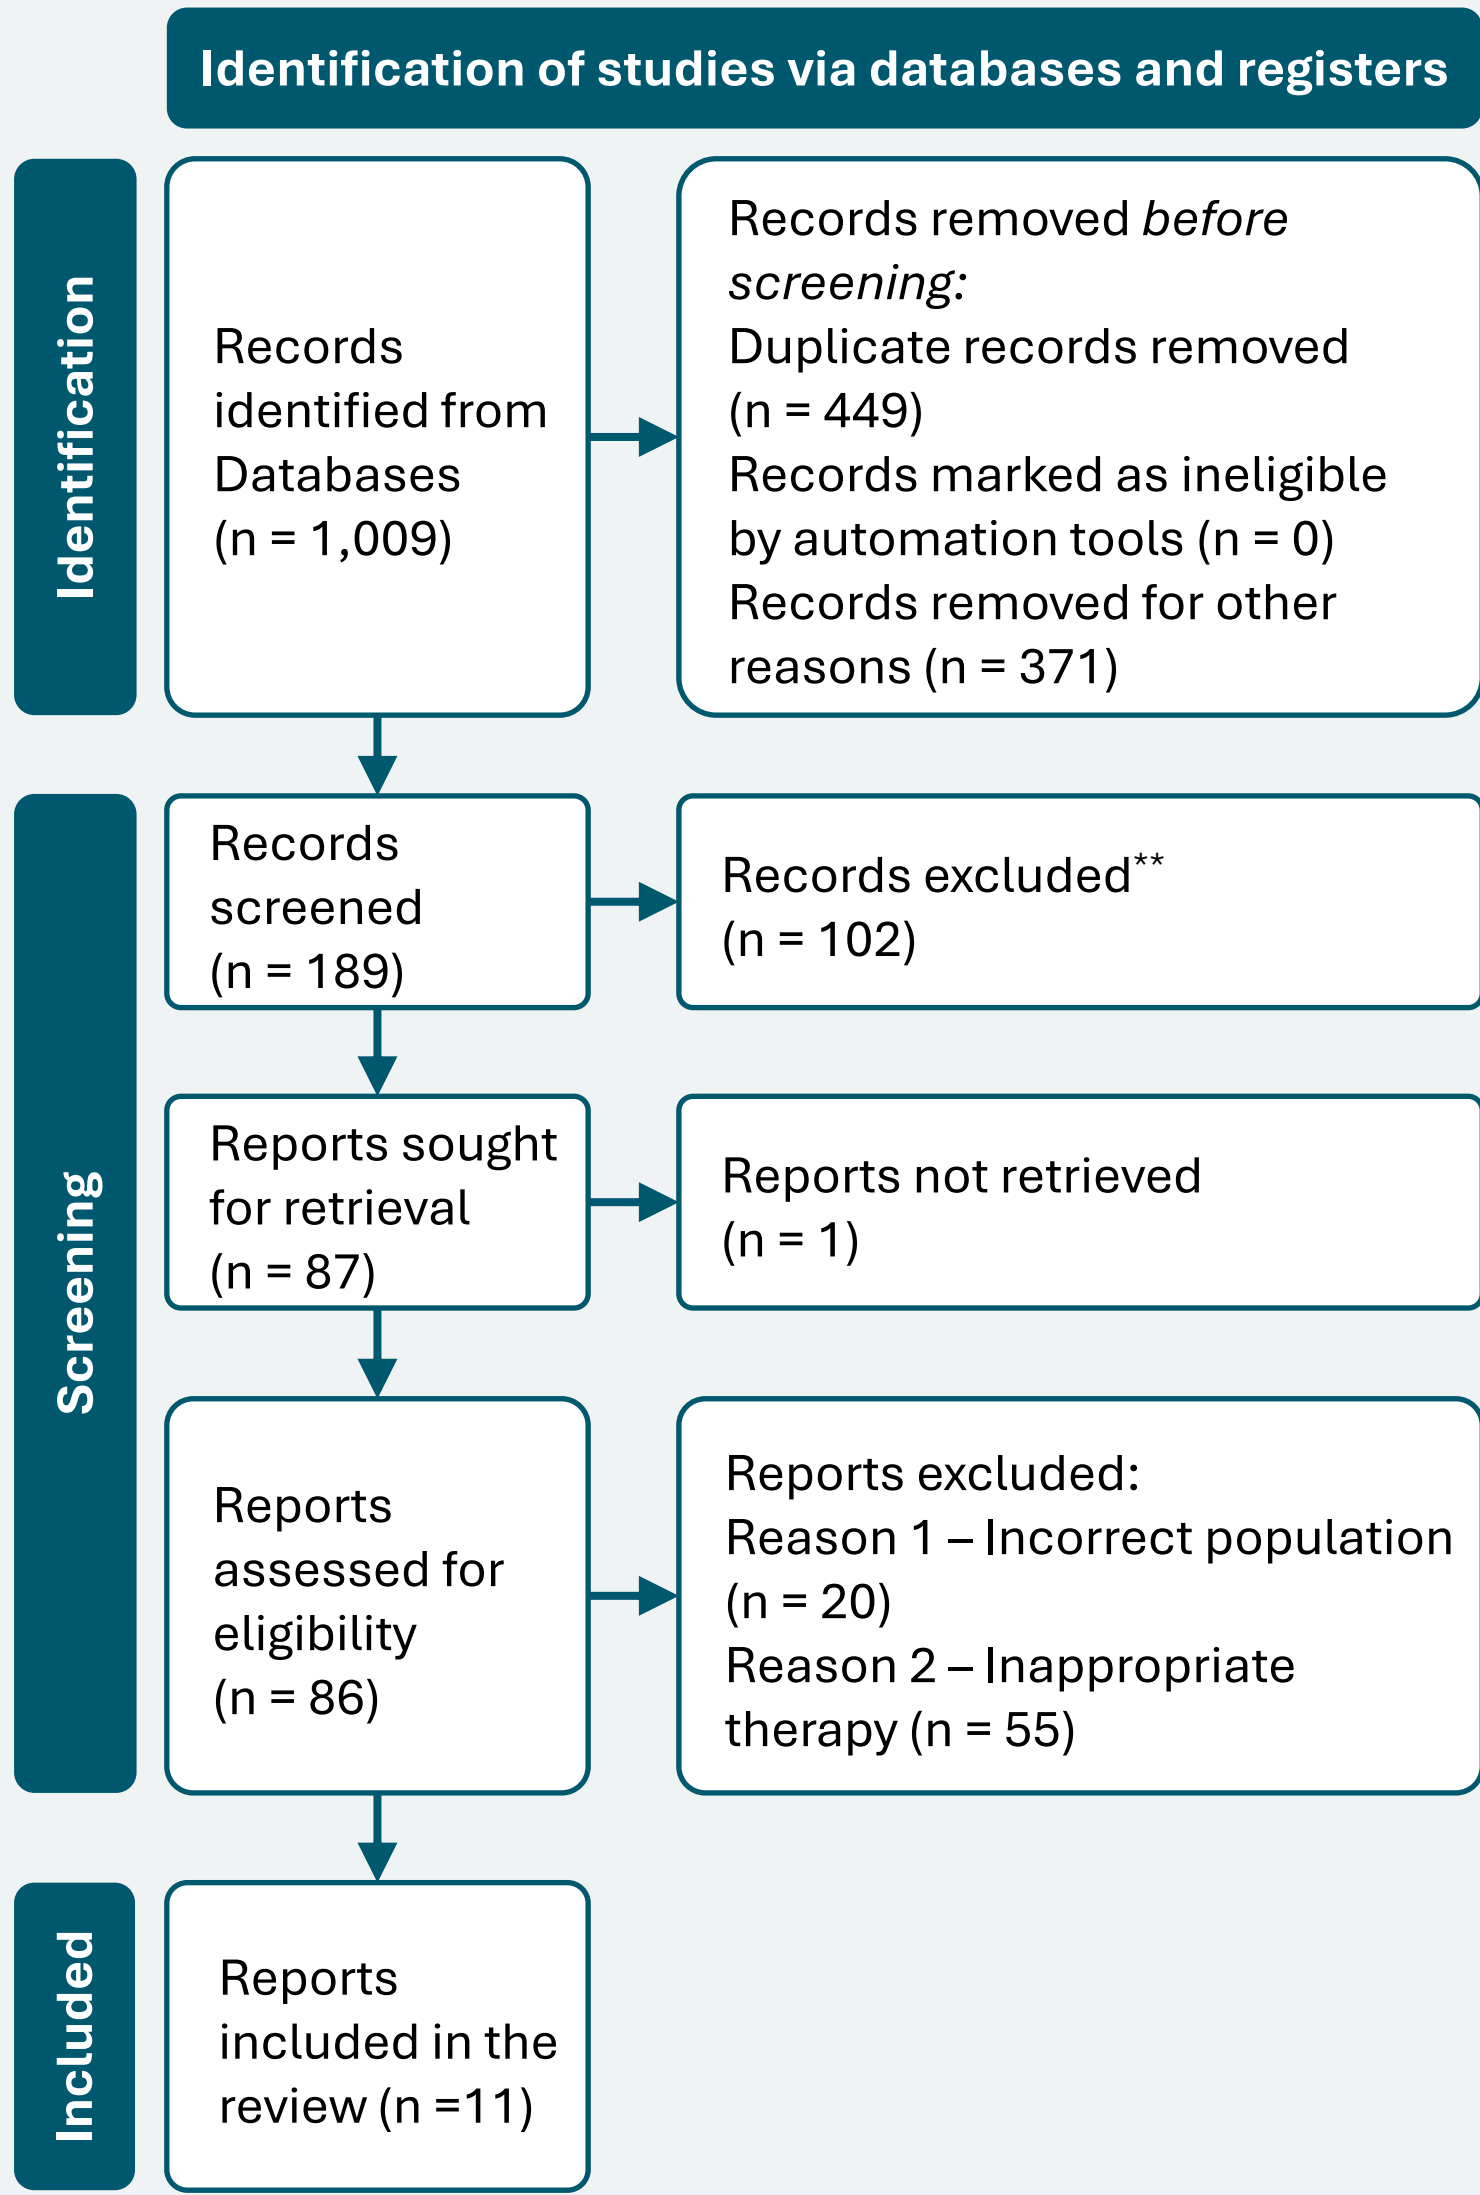 Identification of studies via databases and registers
Identification
Records
identified from
Databases
(n = 1,009)
Records removed before
screening:
Duplicate records removed
(n = 449)
Records marked as ineligible
by automation tools (n = 0)
Records removed for other
reasons (n = 371)
Screening
Records
screened
(n = 189)
Records excluded**
(n = 102)
Reports sought
for retrieval
(n = 87)
Reports not retrieved
(n = 1)
Reports
assessed for
eligibility
(n = 86)
Reports excluded:
Reason 1 – Incorrect population
(n = 20)
Reason 2 – Inappropriate
therapy (n = 55)
Included
Reports
included in the
review (n =11)